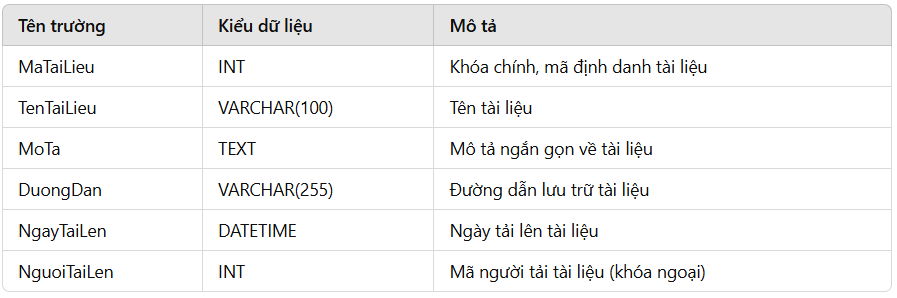 Tên trường Kiểu dữ liệu Mô tả
MaTaiLieu INT Khóa chính, mã định danh tài liệu
TenTaiLieu VARCHAR(100) Tên tài liệu
MoTa TEXT Mô tả ngắn gọn về tài liệu
DuongDan VARCHAR(255) Đường dẫn lưu trữ tài liệu
NgayTaiLen DATETIME Ngày tải lên tài liệu
NguoiTaiLen INT Mã người tải tài liệu (khóa ngoại)